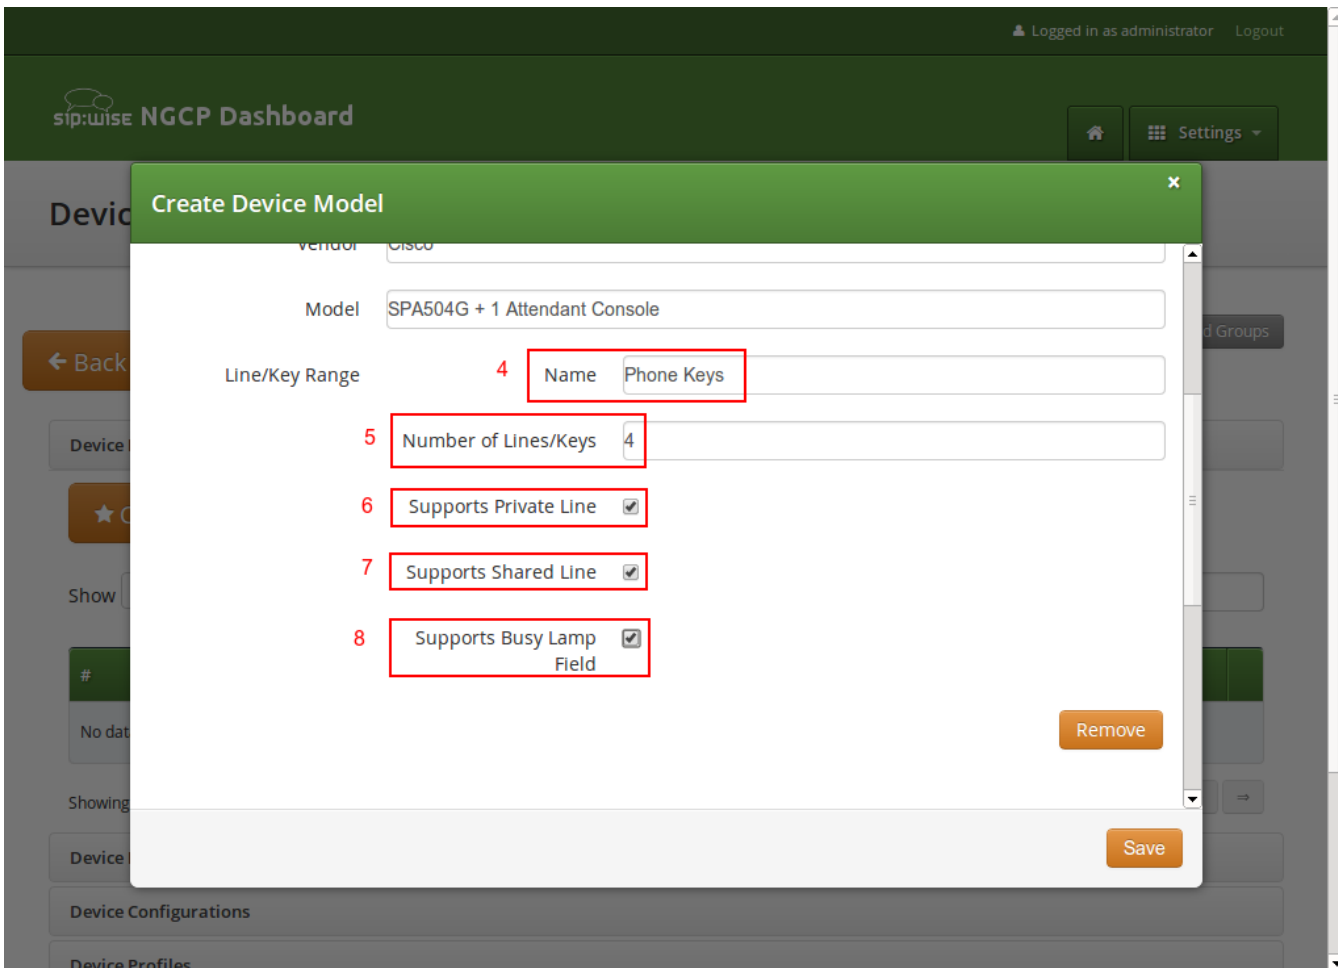 Logged in as administrator Logout
sip:wise NGCP Dashboard
Settings
Devic
Create Device Model
×
Vendor Cisco
Model SPA504G + 1 Attendant Console
d Groups
Back
Line/Key Range 4 Name Phone Keys
Device
5 Number of Lines/Keys 4
6 Supports Private Line
7 Supports Shared Line
Show
8 Supports Busy Lamp
Field
#
No dat
Remove
Showing
⇒
Save
Device
Device Configurations
Device Profiles